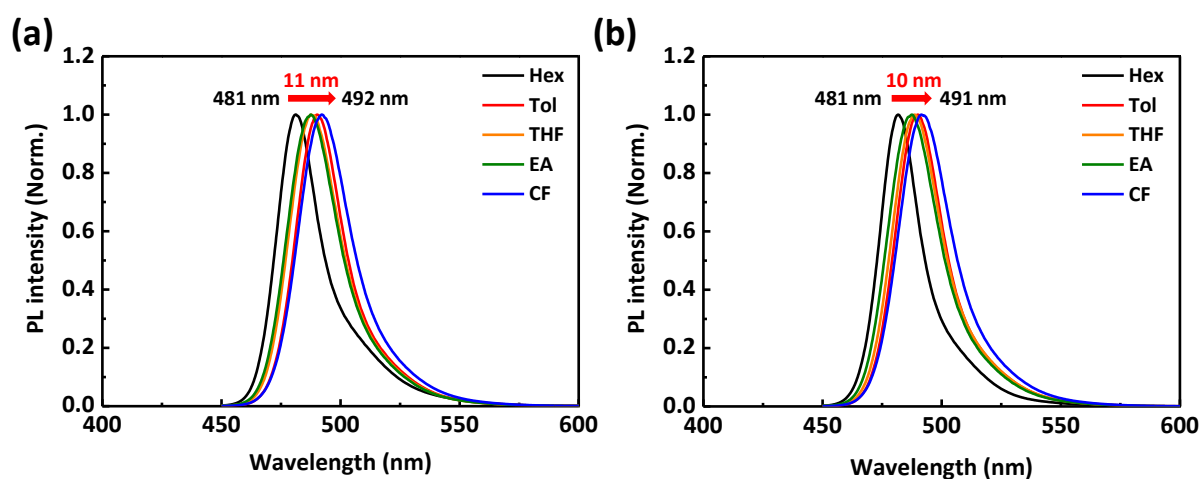 (a)
1.2
1.0
0.8
0.6
0.4
0.2
0.0
PL intensity (Norm.)
11 nm
481 nm
492 nm
Hex
Tol
THF
EA
CF
400
450
500
550
600
Wavelength (nm)
(b)
1.2
1.0
0.8
0.6
0.4
0.2
0.0
PL intensity (Norm.)
10 nm
481 nm
491 nm
Hex
Tol
THF
EA
CF
400
450
500
550
600
Wavelength (nm)